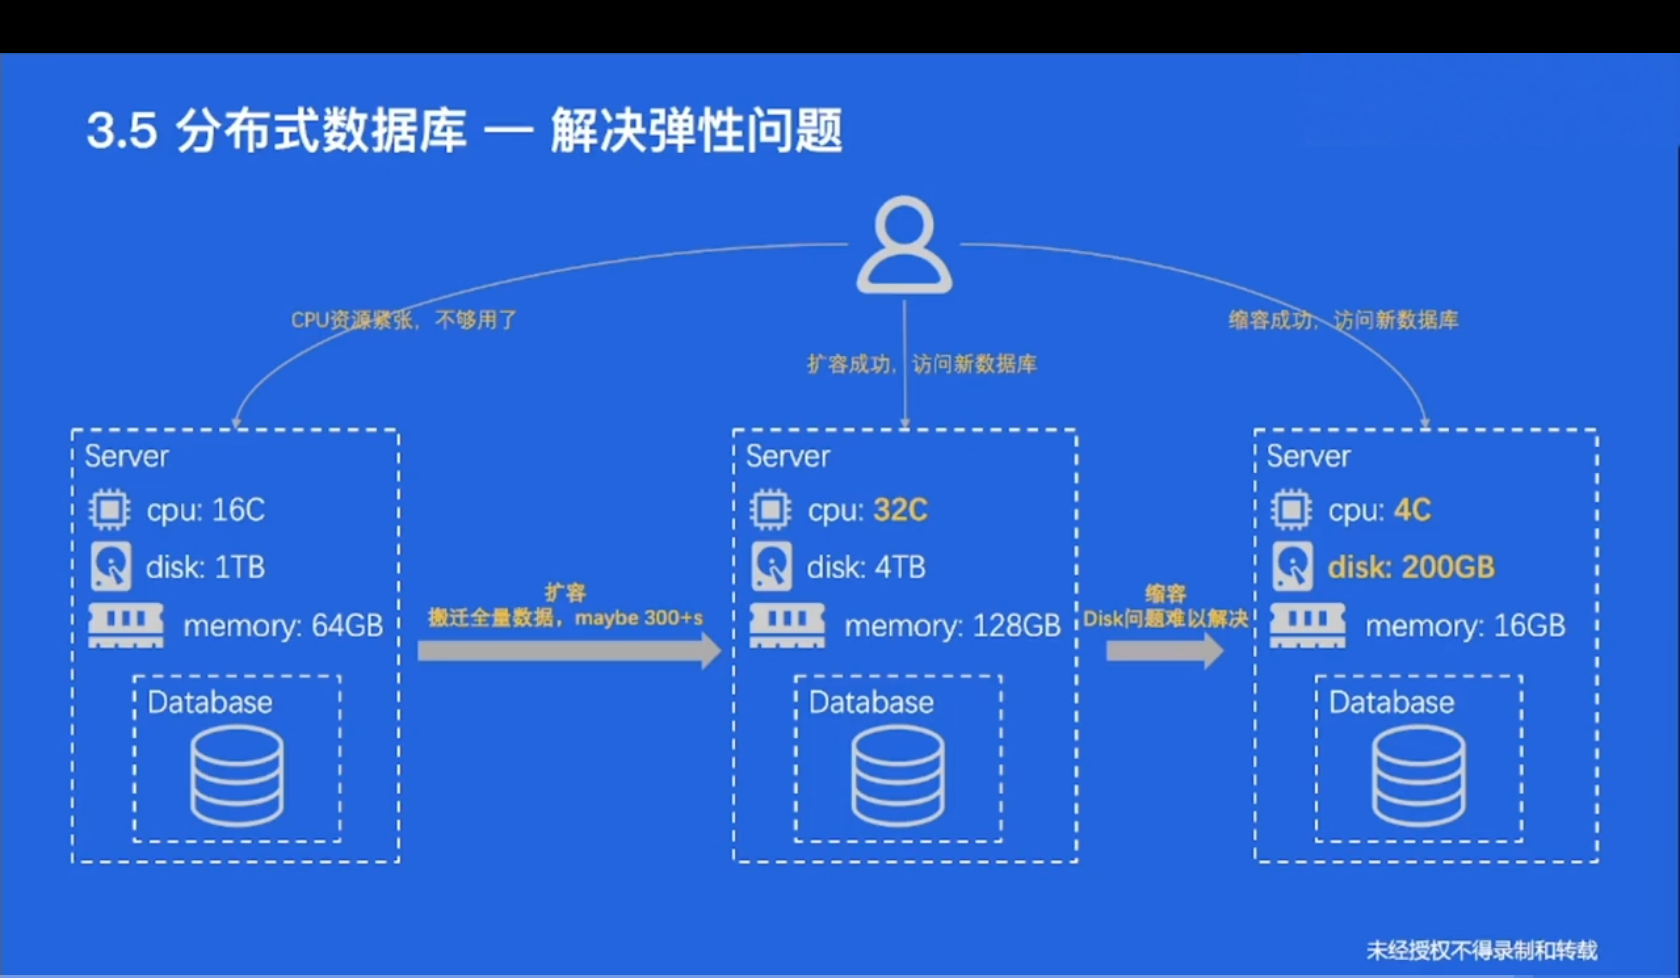 3.5 分布式数据库 — 解决弹性问题
CPU资源紧张，不够用了
扩容成功，访问新数据库
缩容成功，访问新数据库
Server
cpu: 16C
disk: 1TB
memory: 64GB
Database
扩容
搬迁全量数据，maybe 300+s
Server
cpu: 32C
disk: 4TB
memory: 128GB
Database
缩容
Disk问题难以解决
Server
cpu: 4C
disk: 200GB
memory: 16GB
Database
未经授权不得录制和转载